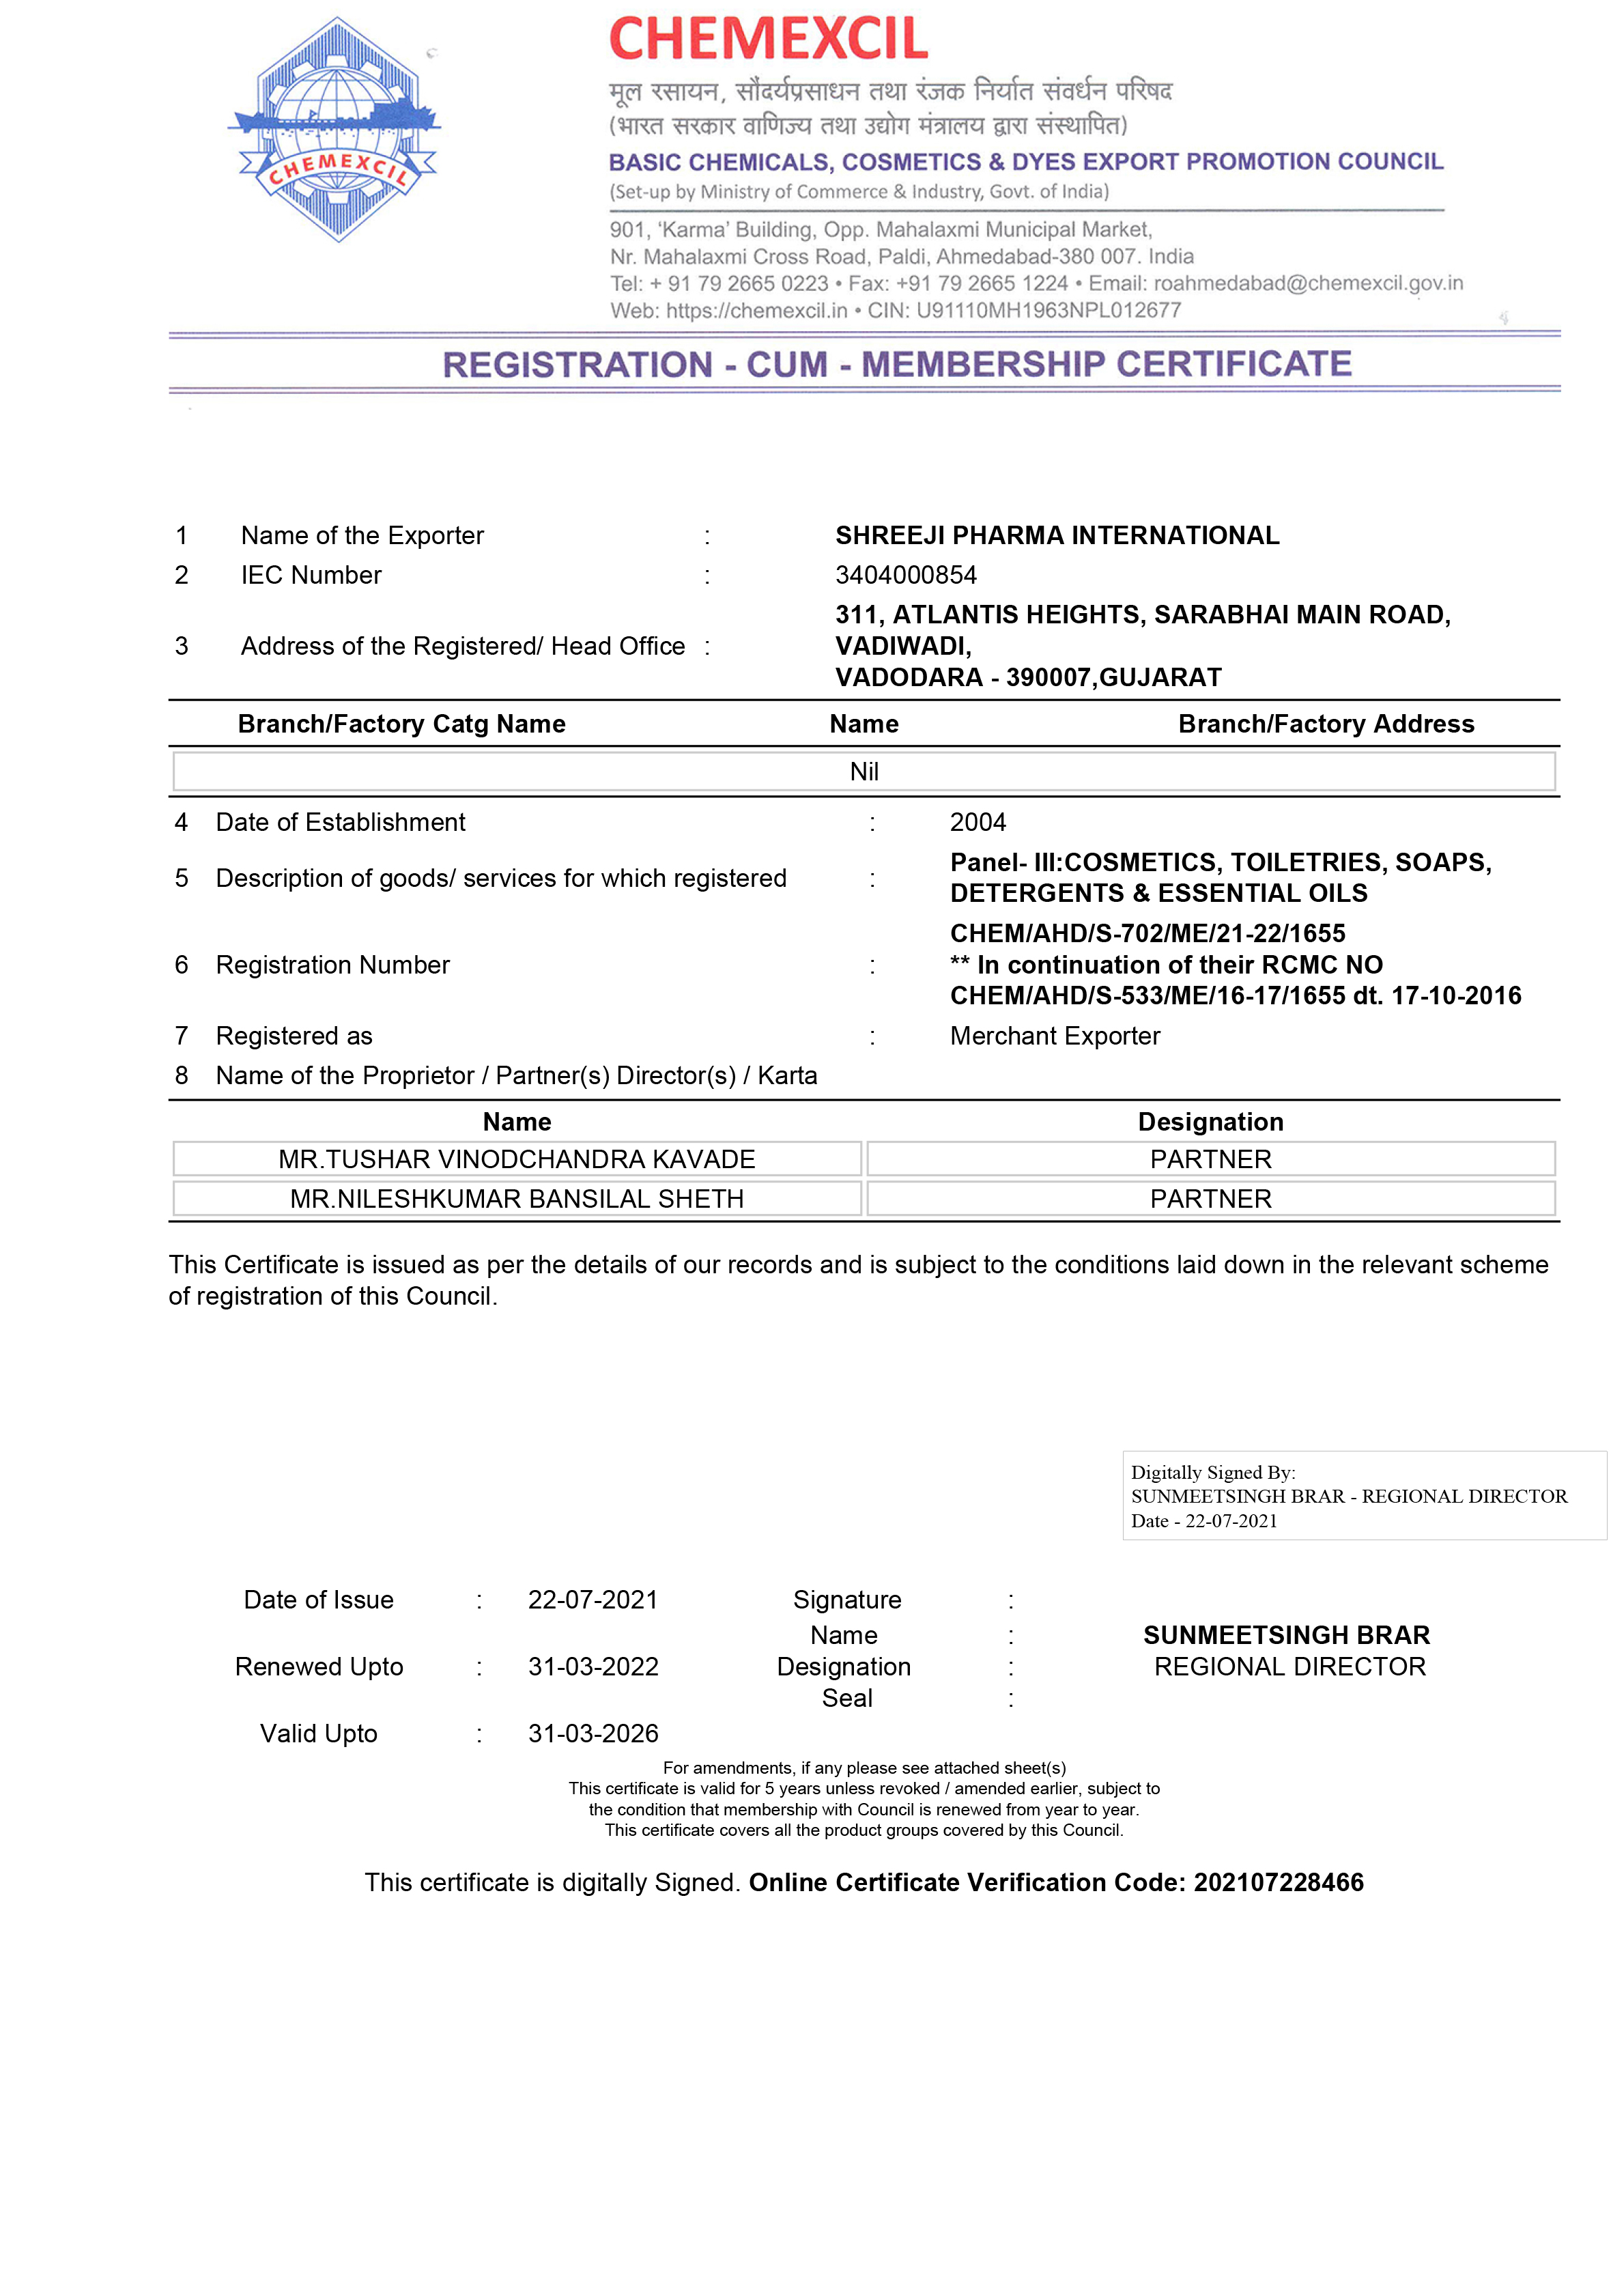 CHEMEXCIL
CHEMEXCIL
मूल रसायन, सौंदर्यप्रसाधन तथा रंजक निर्यात संवर्धन परिषद
(भारत सरकार वाणिज्य तथा उद्योग मंत्रालय द्वारा संस्थापित)
BASIC CHEMICALS, COSMETICS & DYES EXPORT PROMOTION COUNCIL
(Set-up by Ministry of Commerce & Industry, Govt. of India)
901, ‘Karma’ Building, Opp. Mahalaxmi Municipal Market,
Nr. Mahalaxmi Cross Road, Paldi, Ahmedabad-380 007. India
Tel: + 91 79 2665 0223 • Fax: +91 79 2665 1224 • Email: roahmedabad@chemexcil.gov.in
Web: https://chemexcil.in • CIN: U91110MH1963NPL012677
REGISTRATION - CUM - MEMBERSHIP CERTIFICATE
1 Name of the Exporter : SHREEJI PHARMA INTERNATIONAL
2 IEC Number : 3404000854
3 Address of the Registered/ Head Office : 311, ATLANTIS HEIGHTS, SARABHAI MAIN ROAD,
VADIWADI,
VADODARA - 390007,GUJARAT
Branch/Factory Catg Name Name Branch/Factory Address
Nil
4 Date of Establishment : 2004
5 Description of goods/ services for which registered : Panel- III:COSMETICS, TOILETRIES, SOAPS,
DETERGENTS & ESSENTIAL OILS
6 Registration Number : CHEM/AHD/S-702/ME/21-22/1655
** In continuation of their RCMC NO
CHEM/AHD/S-533/ME/16-17/1655 dt. 17-10-2016
7 Registered as : Merchant Exporter
8 Name of the Proprietor / Partner(s) Director(s) / Karta
Name Designation
MR.TUSHAR VINODCHANDRA KAVADE PARTNER
MR.NILESHKUMAR BANSILAL SHETH PARTNER
This Certificate is issued as per the details of our records and is subject to the conditions laid down in the relevant scheme
of registration of this Council.
Digitally Signed By:
SUNMEETSINGH BRAR - REGIONAL DIRECTOR
Date - 22-07-2021
Date of Issue : 22-07-2021 Signature :
Name : SUNMEETSINGH BRAR
Renewed Upto : 31-03-2022 Designation : REGIONAL DIRECTOR
Seal :
Valid Upto : 31-03-2026
For amendments, if any please see attached sheet(s)
This certificate is valid for 5 years unless revoked / amended earlier, subject to
the condition that membership with Council is renewed from year to year.
This certificate covers all the product groups covered by this Council.
This certificate is digitally Signed. Online Certificate Verification Code: 202107228466